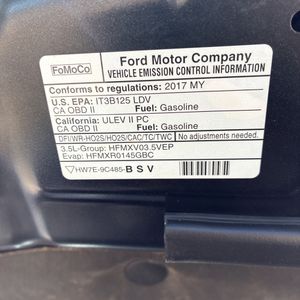 FoMoCo
Ford Motor Company
VEHICLE EMISSION CONTROL INFORMATION
Conforms to regulations: 2017 MY
U.S. EPA: IT3B125 LDV
CA OBD II Fuel: Gasoline
California: ULEV II PC
CA OBD II Fuel: Gasoline
DFI/WR-HO2S/HO2S/CAC/TC/TWC No adjustments needed.
3.5L-Group: HFMXV03.5VEP
Evap: HFMXR0145GBC
HW7E-9C485-BSV